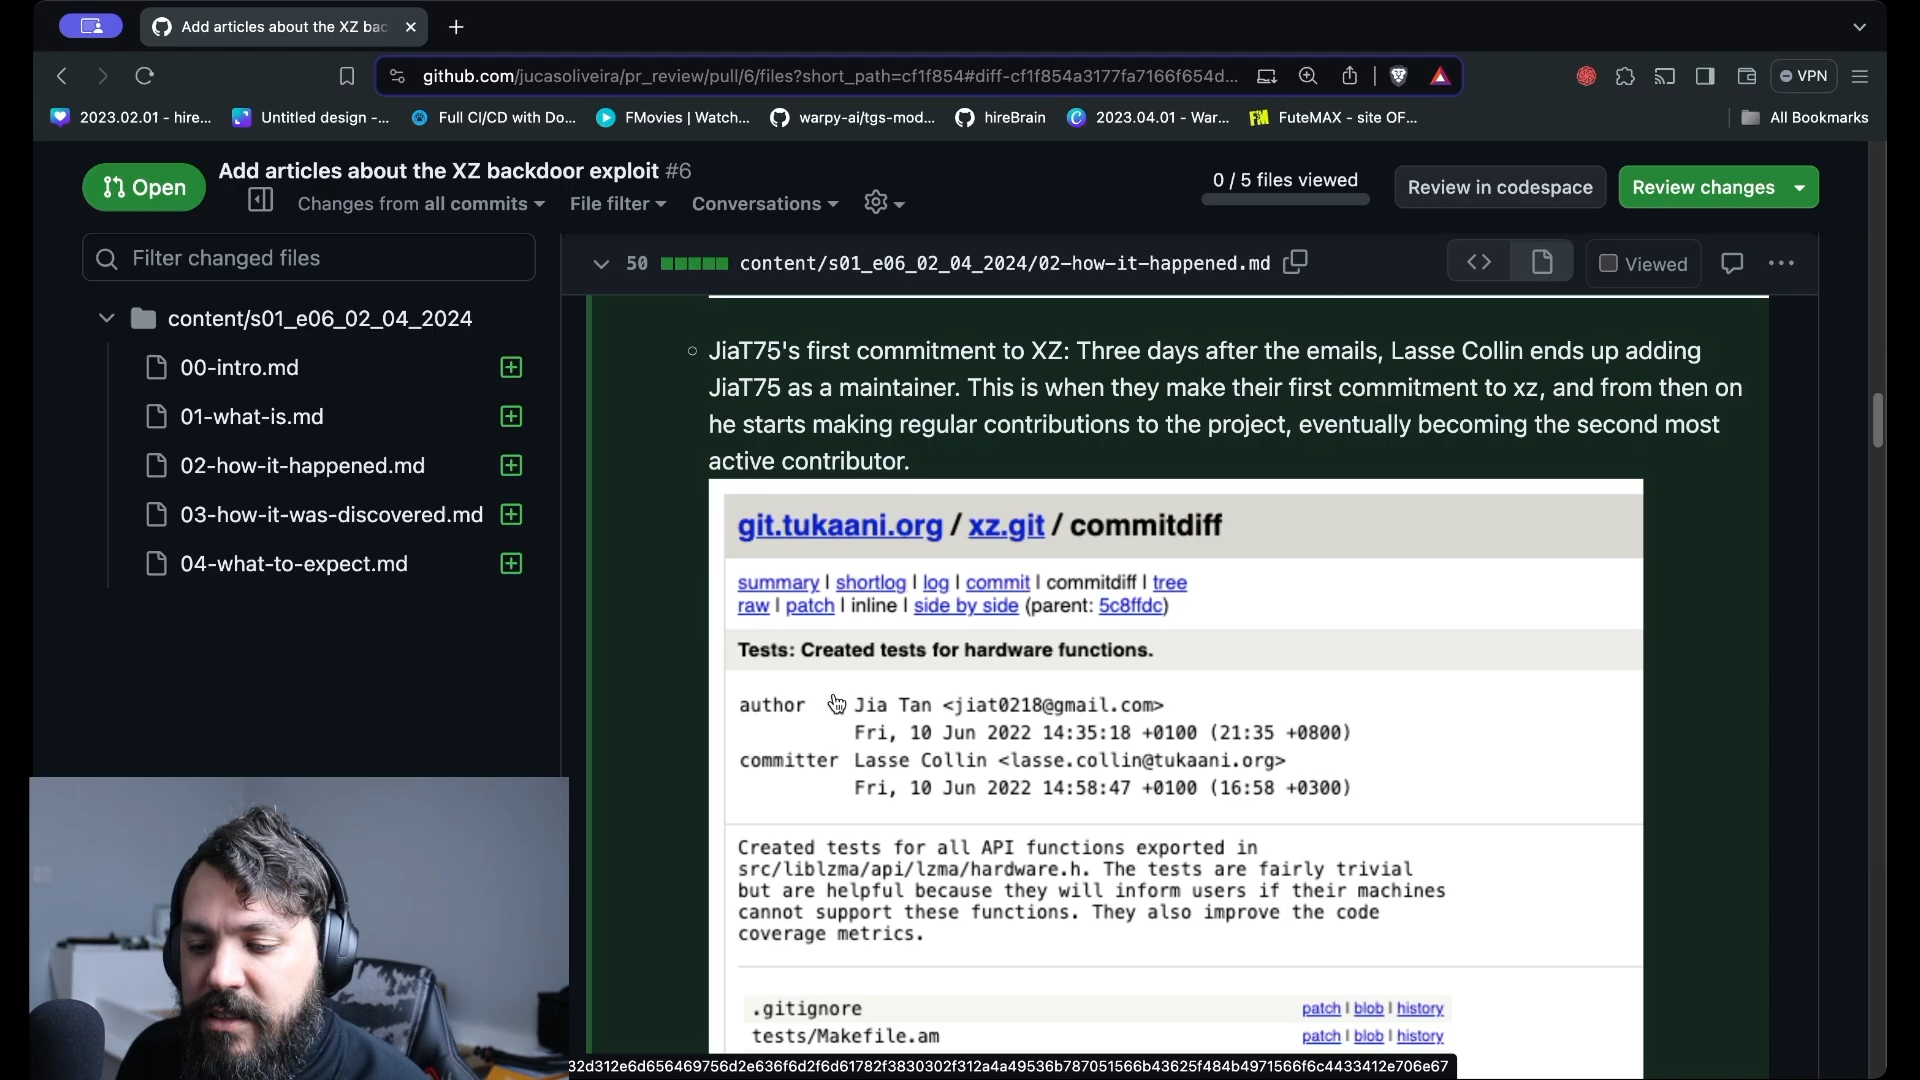 Add articles about the XZ bac
github.com/jucasoliveira/pr_review/pull/6/files?short_path=cf1f854#diff-cf1f854a3177fa7166f654d...
VPN
2023.02.01 - hire...
Untitled design -...
Full CI/CD with Do...
FMovies | Watch...
warpy-ai/tgs-mod...
hireBrain
2023.04.01 - War...
FuteMAX - site OF...
All Bookmarks
Open
Add articles about the XZ backdoor exploit #6
Changes from all commits
File filter
Conversations
0 / 5 files viewed
Review in codespace
Review changes
Filter changed files
content/s01_e06_02_04_2024
00-intro.md
01-what-is.md
02-how-it-happened.md
03-how-it-was-discovered.md
04-what-to-expect.md
50 content/s01_e06_02_04_2024/02-how-it-happened.md
Viewed
JiaT75's first commitment to XZ: Three days after the emails, Lasse Collin ends up adding
JiaT75 as a maintainer. This is when they make their first commitment to xz, and from then on
he starts making regular contributions to the project, eventually becoming the second most
active contributor.
git.tukaani.org / xz.git / commitdiff
summary | shortlog | log | commit | commitdiff | tree
raw | patch | inline | side by side (parent: 5c8ffdc)
Tests: Created tests for hardware functions.
author Jia Tan <jiat0218@gmail.com>
Fri, 10 Jun 2022 14:35:18 +0100 (21:35 +0800)
committer Lasse Collin <lasse.collin@tukaani.org>
Fri, 10 Jun 2022 14:58:47 +0100 (16:58 +0300)
Created tests for all API functions exported in
src/liblzma/api/lzma/hardware.h. The tests are fairly trivial
but are helpful because they will inform users if their machines
cannot support these functions. They also improve the code
coverage metrics.
.gitignore patch | blob | history
tests/Makefile.am patch | blob | history
32d312e6d656469756d2e636f6d2f6d61782f3830302f312a4a49536b787051566b43625f484b4971566f6c4433412e706e67